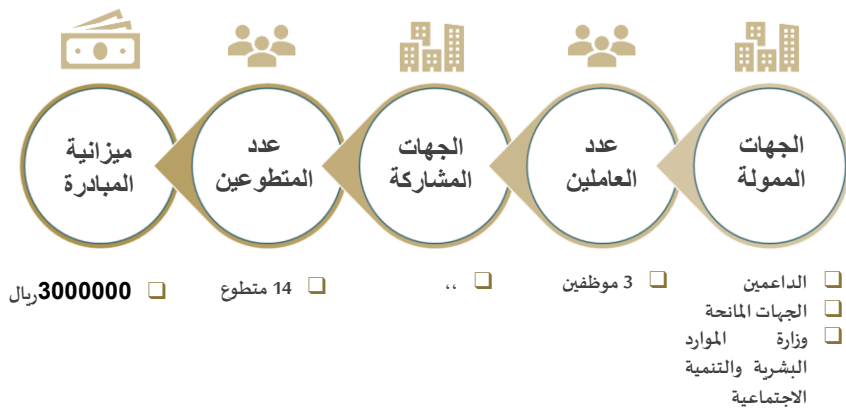 الجهات
الممولة
عدد
العاملين
الجهات
المشاركة
عدد
المتطوعين
ميزانية
المبادرة
الداعمين
الجهات المانحة
وزارة الموارد
البشرية والتنمية
الاجتماعية
3 موظفين
،،
14 متطوع
3000000ريال